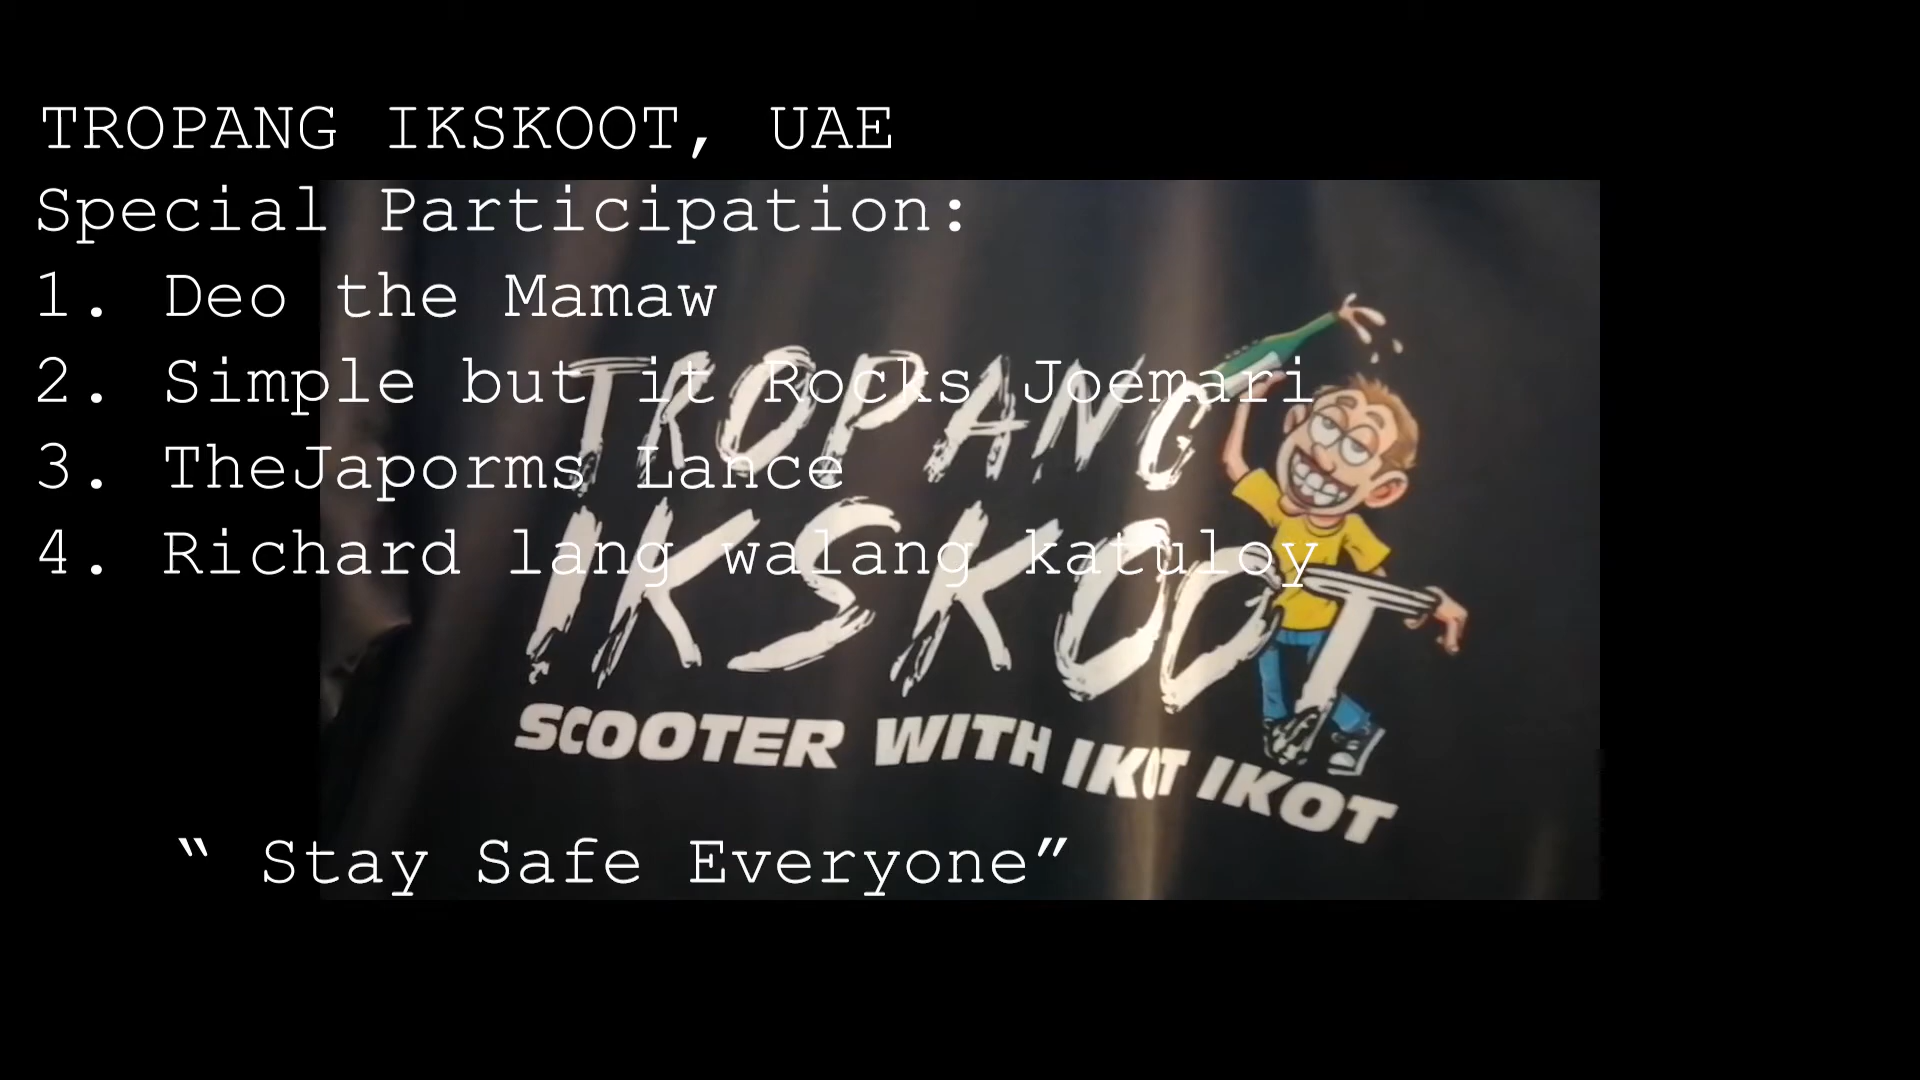 TROPANG IKSKOOT, UAE
Special Participation:
1. Deo the Mamaw
2. Simple but it Rocks Joemari
3. TheJaporms Lance
4. Richard lang walang katuloy
TROPANG
IKSKOOT
SCOOTER WITH IKOT IKOT
“ Stay Safe Everyone”